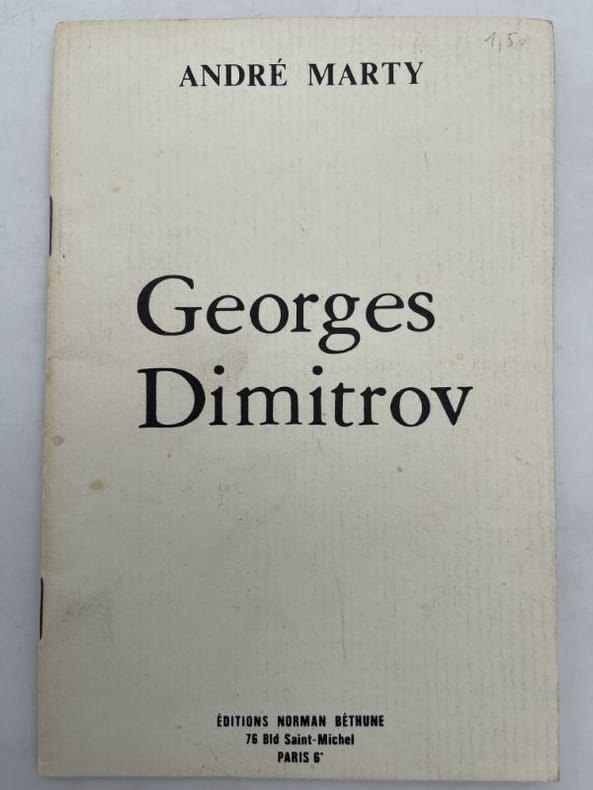 1,50
ANDRÉ MARTY
Georges
Dimitrov
ÉDITIONS NORMAN BÉTHUNE
76 Bld Saint-Michel
PARIS 6ᵉ